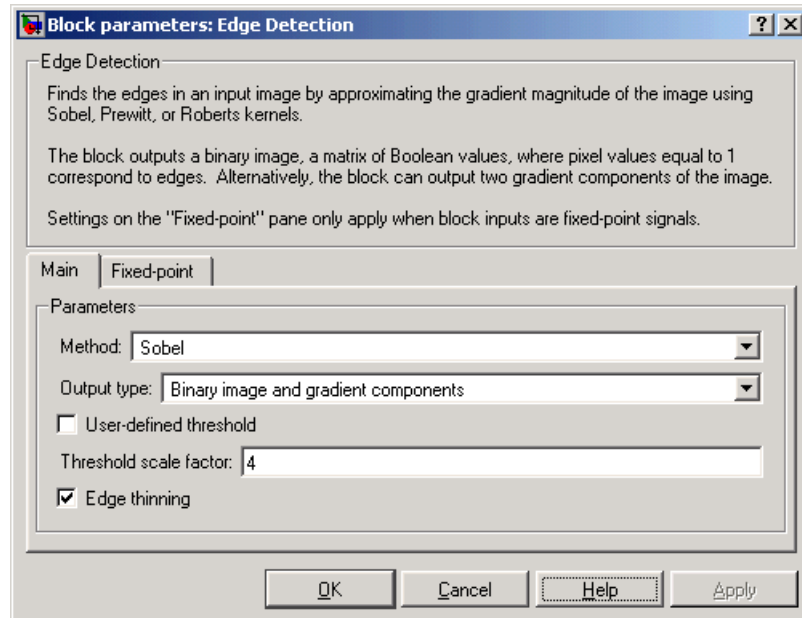 Block parameters: Edge Detection
Edge Detection
Finds the edges in an input image by approximating the gradient magnitude of the image using
Sobel, Prewitt, or Roberts kernels.
The block outputs a binary image, a matrix of Boolean values, where pixel values equal to 1
correspond to edges. Alternatively, the block can output two gradient components of the image.
Settings on the "Fixed-point" pane only apply when block inputs are fixed-point signals.
Main Fixed-point
Parameters
Method: Sobel
Output type: Binary image and gradient components
User-defined threshold
Threshold scale factor: 4
Edge thinning
OK Cancel Help Apply